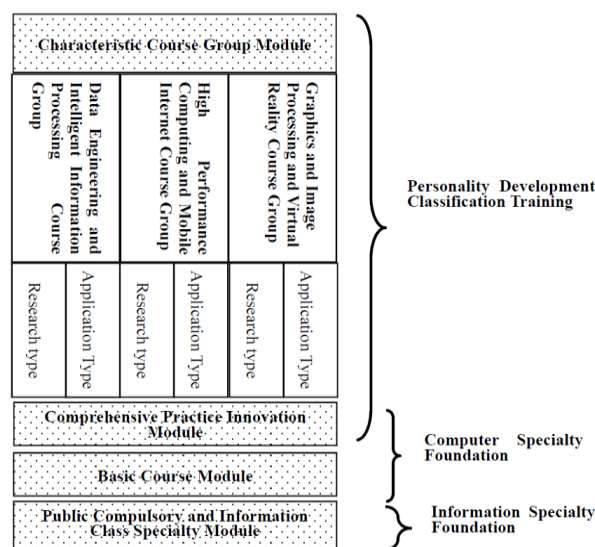 Characteristic Course Group Module
Data Engineering and
Intelligent Information
Processing Course
Group
High Performance
Computing and Mobile
Internet Course Group
Graphics and Image
Processing and Virtual
Reality Course Group
Research type
Application Type
Research type
Application Type
Research type
Application Type
Personality Development
Classification Training
Comprehensive Practice Innovation
Module
Basic Course Module
Computer Specialty
Foundation
Public Compulsory and Information
Class Specialty Module
Information Specialty
Foundation